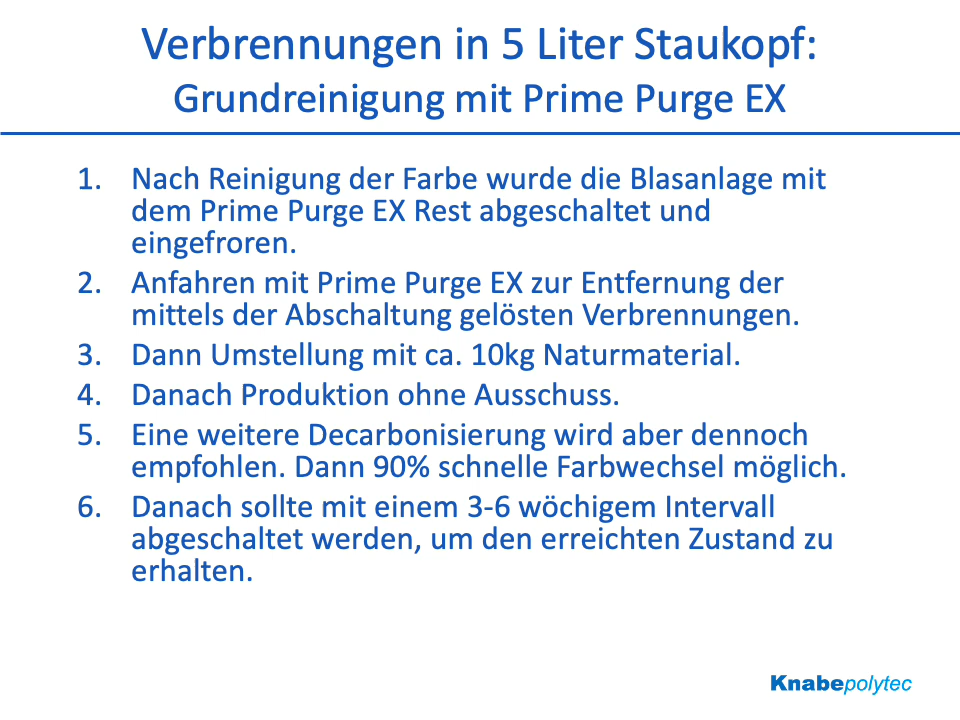 Verbrennungen in 5 Liter Staukopf:
Grundreinigung mit Prime Purge EX
1. Nach Reinigung der Farbe wurde die Blasanlage mit
dem Prime Purge EX Rest abgeschaltet und
eingefroren.
2. Anfahren mit Prime Purge EX zur Entfernung der
mittels der Abschaltung gelösten Verbrennungen.
3. Dann Umstellung mit ca. 10kg Naturmaterial.
4. Danach Produktion ohne Ausschuss.
5. Eine weitere Decarbonisierung wird aber dennoch
empfohlen. Dann 90% schnelle Farbwechsel möglich.
6. Danach sollte mit einem 3-6 wöchigem Intervall
abgeschaltet werden, um den erreichten Zustand zu
erhalten.
Knabepolytec